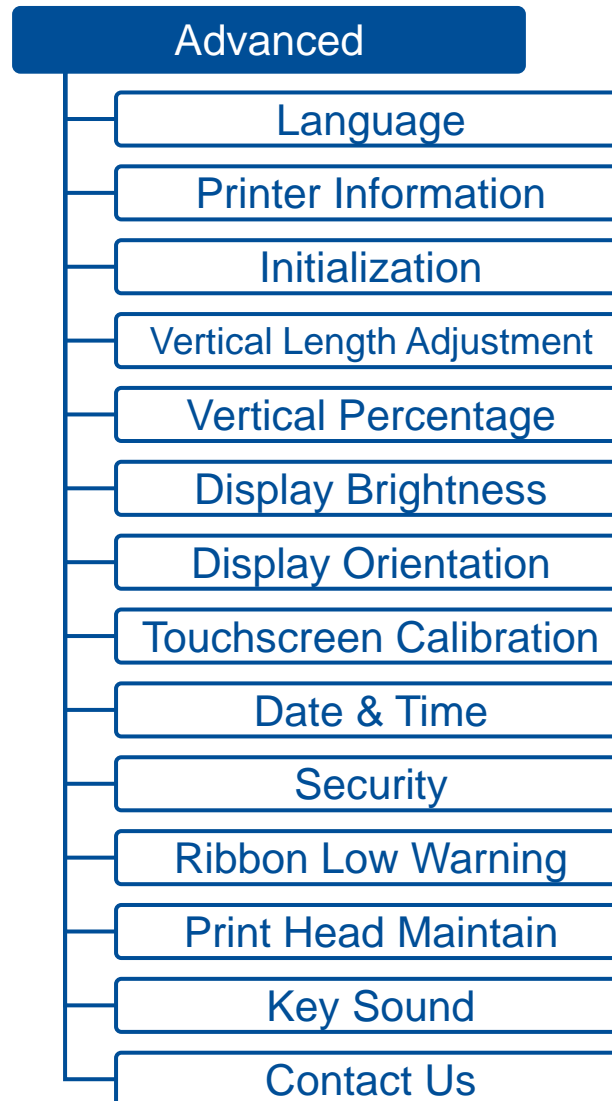 Advanced
Language
Printer Information
Initialization
Vertical Length Adjustment
Vertical Percentage
Display Brightness
Display Orientation
Touchscreen Calibration
Date & Time
Security
Ribbon Low Warning
Print Head Maintain
Key Sound
Contact Us